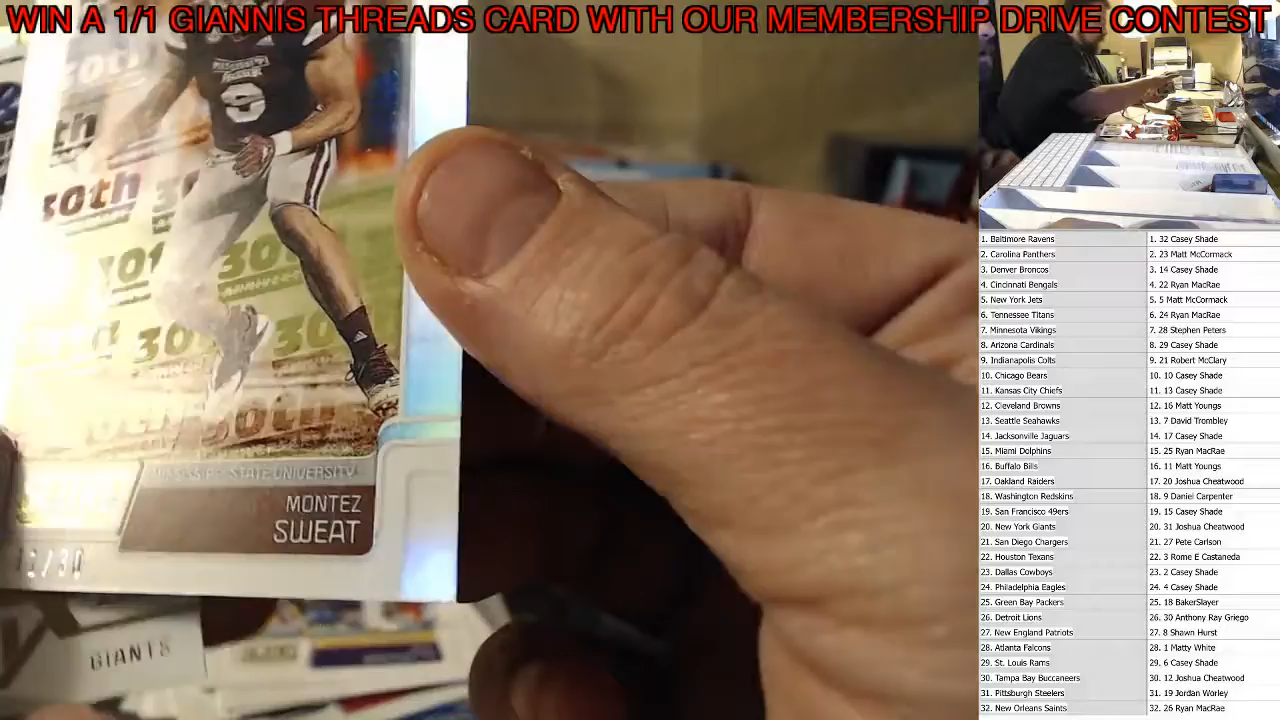 WIN A 1/1 GIANNIS THREADS CARD WITH OUR MEMBERSHIP DRIVE CONTEST
30th
MONTEZ
SWEAT
GIANTS
1. Baltimore Ravens 1. 32 Casey Shade
2. Carolina Panthers 2. 23 Matt McCormack
3. Denver Broncos 3. 14 Casey Shade
4. Cincinnati Bengals 4. 22 Ryan MacRae
5. New York Jets 5. 5 Matt McCormack
6. Tennessee Titans 6. 24 Ryan MacRae
7. Minnesota Vikings 7. 28 Stephen Peters
8. Arizona Cardinals 8. 29 Casey Shade
9. Indianapolis Colts 9. 21 Robert McClary
10. Chicago Bears 10. 10 Casey Shade
11. Kansas City Chiefs 11. 13 Casey Shade
12. Cleveland Browns 12. 16 Matt Youngs
13. Seattle Seahawks 13. 7 David Trombley
14. Jacksonville Jaguars 14. 17 Casey Shade
15. Miami Dolphins 15. 25 Ryan MacRae
16. Buffalo Bills 16. 11 Matt Youngs
17. Oakland Raiders 17. 20 Joshua Cheatwood
18. Washington Redskins 18. 9 Daniel Carpenter
19. San Francisco 49ers 19. 15 Casey Shade
20. New York Giants 20. 31 Joshua Cheatwood
21. San Diego Chargers 21. 27 Pete Carlson
22. Houston Texans 22. 3 Rome E Castaneda
23. Dallas Cowboys 23. 2 Casey Shade
24. Philadelphia Eagles 24. 4 Casey Shade
25. Green Bay Packers 25. 18 BakerSlayer
26. Detroit Lions 26. 30 Anthony Ray Griego
27. New England Patriots 27. 8 Shawn Hurst
28. Atlanta Falcons 28. 1 Matty White
29. St. Louis Rams 29. 6 Casey Shade
30. Tampa Bay Buccaneers 30. 12 Joshua Cheatwood
31. Pittsburgh Steelers 31. 19 Jordan Worley
32. New Orleans Saints 32. 26 Ryan MacRae